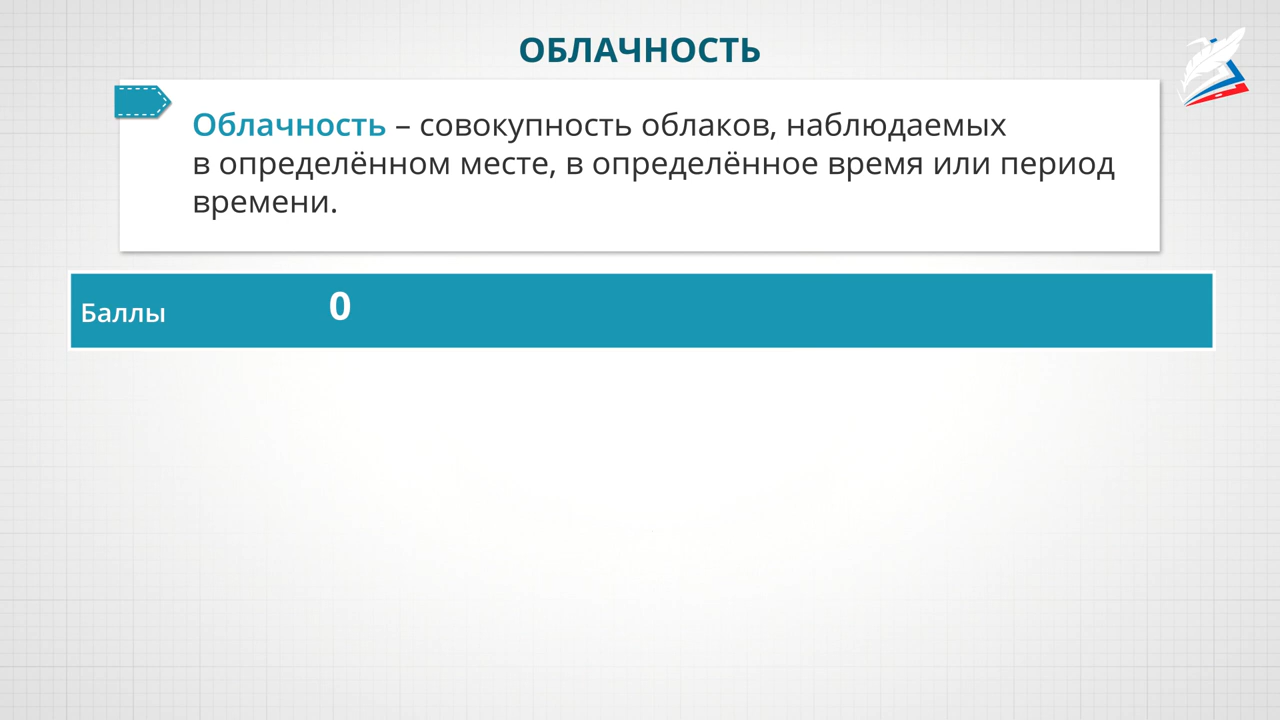 ОБЛАЧНОСТЬ
Облачность – совокупность облаков, наблюдаемых
в определённом месте, в определённое время или период
времени.
Баллы 0